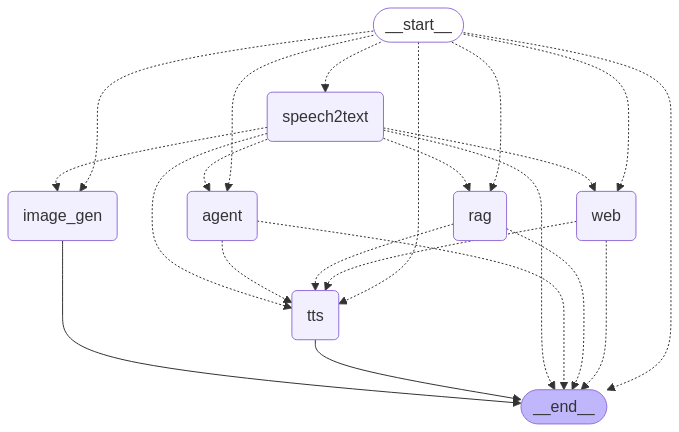 __start__
speech2text
image_gen
agent
rag
web
tts
__end__